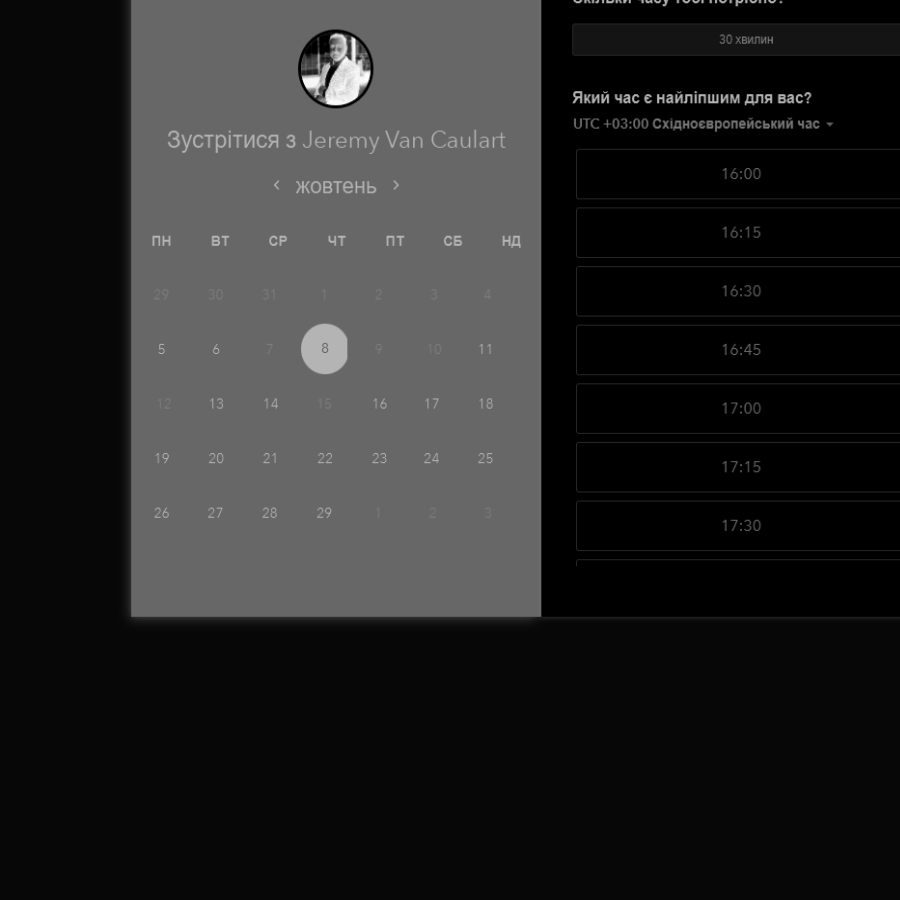 Зустрітися з Jeremy Van Caulart
жовтень
ПН ВТ СР ЧТ ПТ СБ НД
29 30 31 1 2 3 4
5 6 7 8 9 10 11
12 13 14 15 16 17 18
19 20 21 22 23 24 25
26 27 28 29 1 2 3
Скільки часу тобі потрібно?
30 хвилин
Який час є найліпшим для вас?
UTC +03:00 Східноєвропейський час
16:00
16:15
16:30
16:45
17:00
17:15
17:30